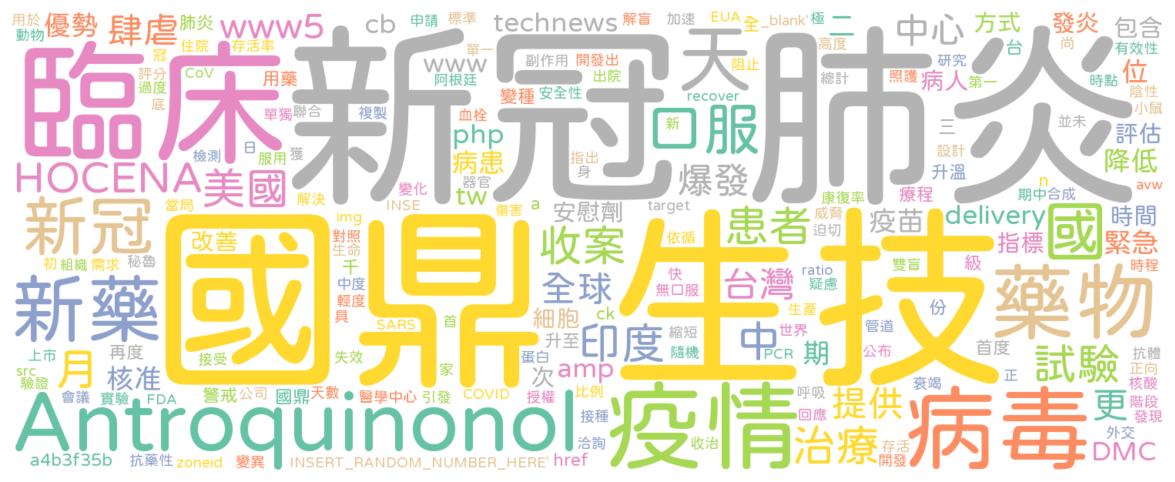 用於 肺炎 優勢 肆虐 www5 cb 申請 標準 technews 解盲 加速 EUA 全_blank' 極 二 中心 方式 發炎 包含
動物 冠 住院 存活率 www 單一 副作用 開發出 阻止 高度 台 尚 有效性
臨床 新冠肺炎 天
評分 CoV 用藥 阿根廷 出院 總計 研究 照護 病人 第一 位 時點 陰性
過度 底 單獨 聯合 複製 變種 安全性 血栓 recover 三 並未 小鼠
檢測 日 服用 獲 php 病患 口服 新 爆發 設計 評估
HOCENA 美國 器官 指出 身 升溫 降低
變化 tw 解決 INSE 傷害 a 安慰劑 target 康復率 療程 n 期中 合成 avw
新冠 當局 img 改善 收案 患者 威脅 疫苗 delivery 國 時間
秘魯 對照 生命 依循 迫切 指標 緊急
初 組織 需求 千 國鼎生技 雙盲 級 時程
新藥 中度 全球 快 台灣 ratio 藥物
輕度 具 細胞 無口服 疑慮 生產 份
SARS 首 ck 縮短 世界 管道
再度 升至 印度 隨機 中 PCR 期 公布 首度
上市 接受 失效 家 蛋白 次 amp 試驗 抗體
src 核准 衰竭 正 正向
驗證 警戒 公司 國鼎 天數 醫學中心 引發 COVID 授權 比例 呼吸 核酸
會議 實驗 FDA 疫情 提供 病毒 更 階段
Antroquinonol 接種 回應 發現
洽詢 收治 治療 存活 外交
a4b3f35b 抗藥性 zoneid 變異 INSERT_RANDOM_NUMBER_HERE' href 開發 DMC